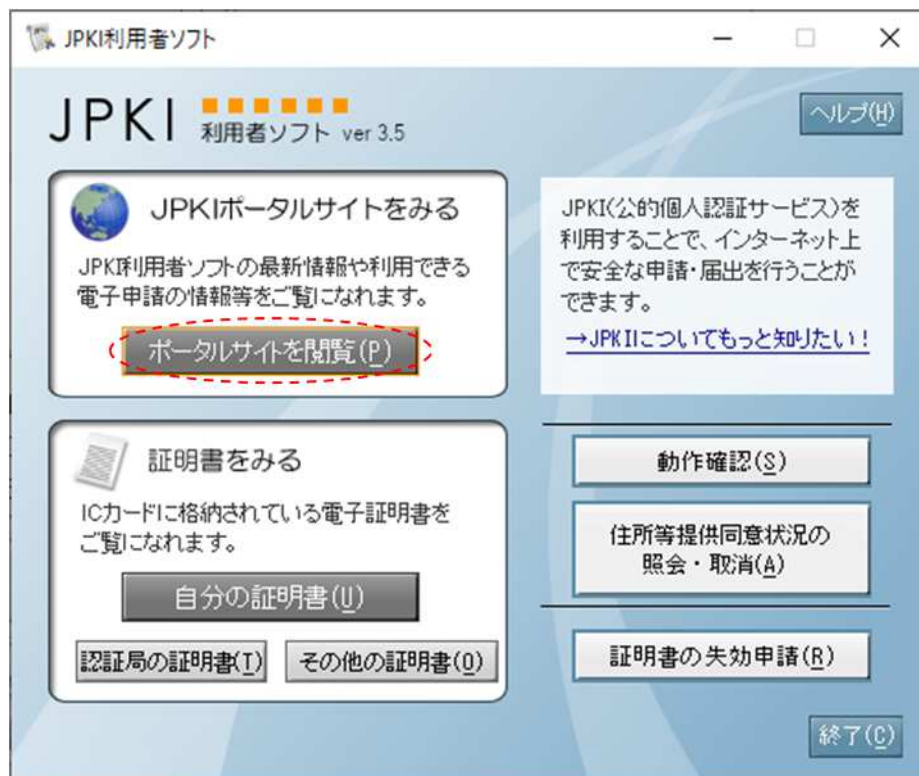 JPKI利用者ソフト
JPKI 利用者ソフト ver 3.5
ヘルプ(H)
JPKIポータルサイトをみる
JPKI利用者ソフトの最新情報や利用できる
電子申請の情報等をご覧になれます。
ポータルサイトを閲覧(P)
JPKI(公的個人認証サービス)を
利用することで、インターネット上
で安全な申請・届出を行うことが
できます。
→JPKIについてもっと知りたい!
証明書をみる
ICカードに格納されている電子証明書を
ご覧になれます。
自分の証明書(U)
認証局の証明書(T)
その他の証明書(O)
動作確認(S)
住所等提供同意状況の
照会・取消(A)
証明書の失効申請(R)
終了(C)